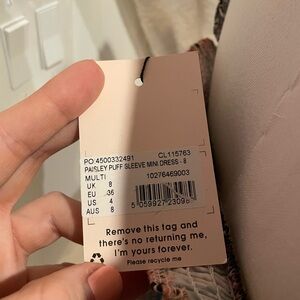 PO 4500332491 CL115763
PAISLEY PUFF SLEEVE MINI DRESS - 8
MULTI 10276469003
UK 8
EU 36
US 4
AUS 8
5 059927 23096
Remove this tag and
there's no returning me,
I'm yours forever.
Please recycle me